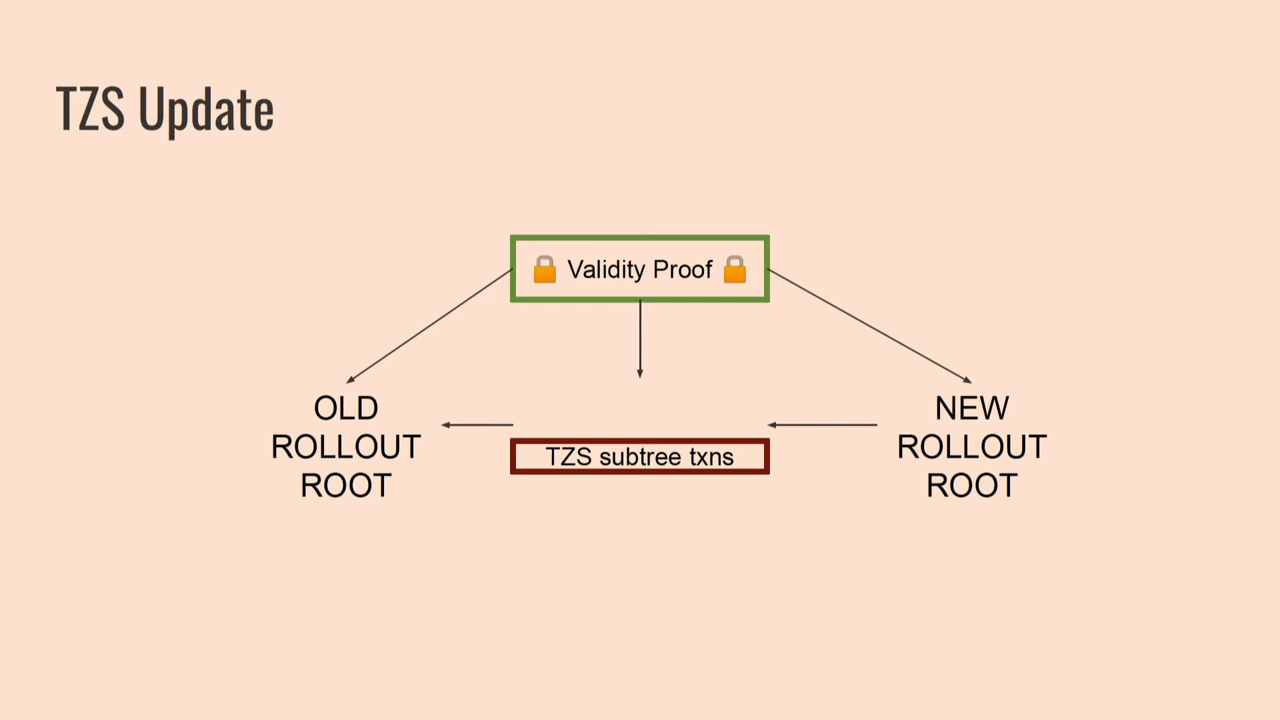 TZS Update
🔒 Validity Proof 🔒
OLD
ROLLOUT
ROOT
TZS subtree txns
NEW
ROLLOUT
ROOT